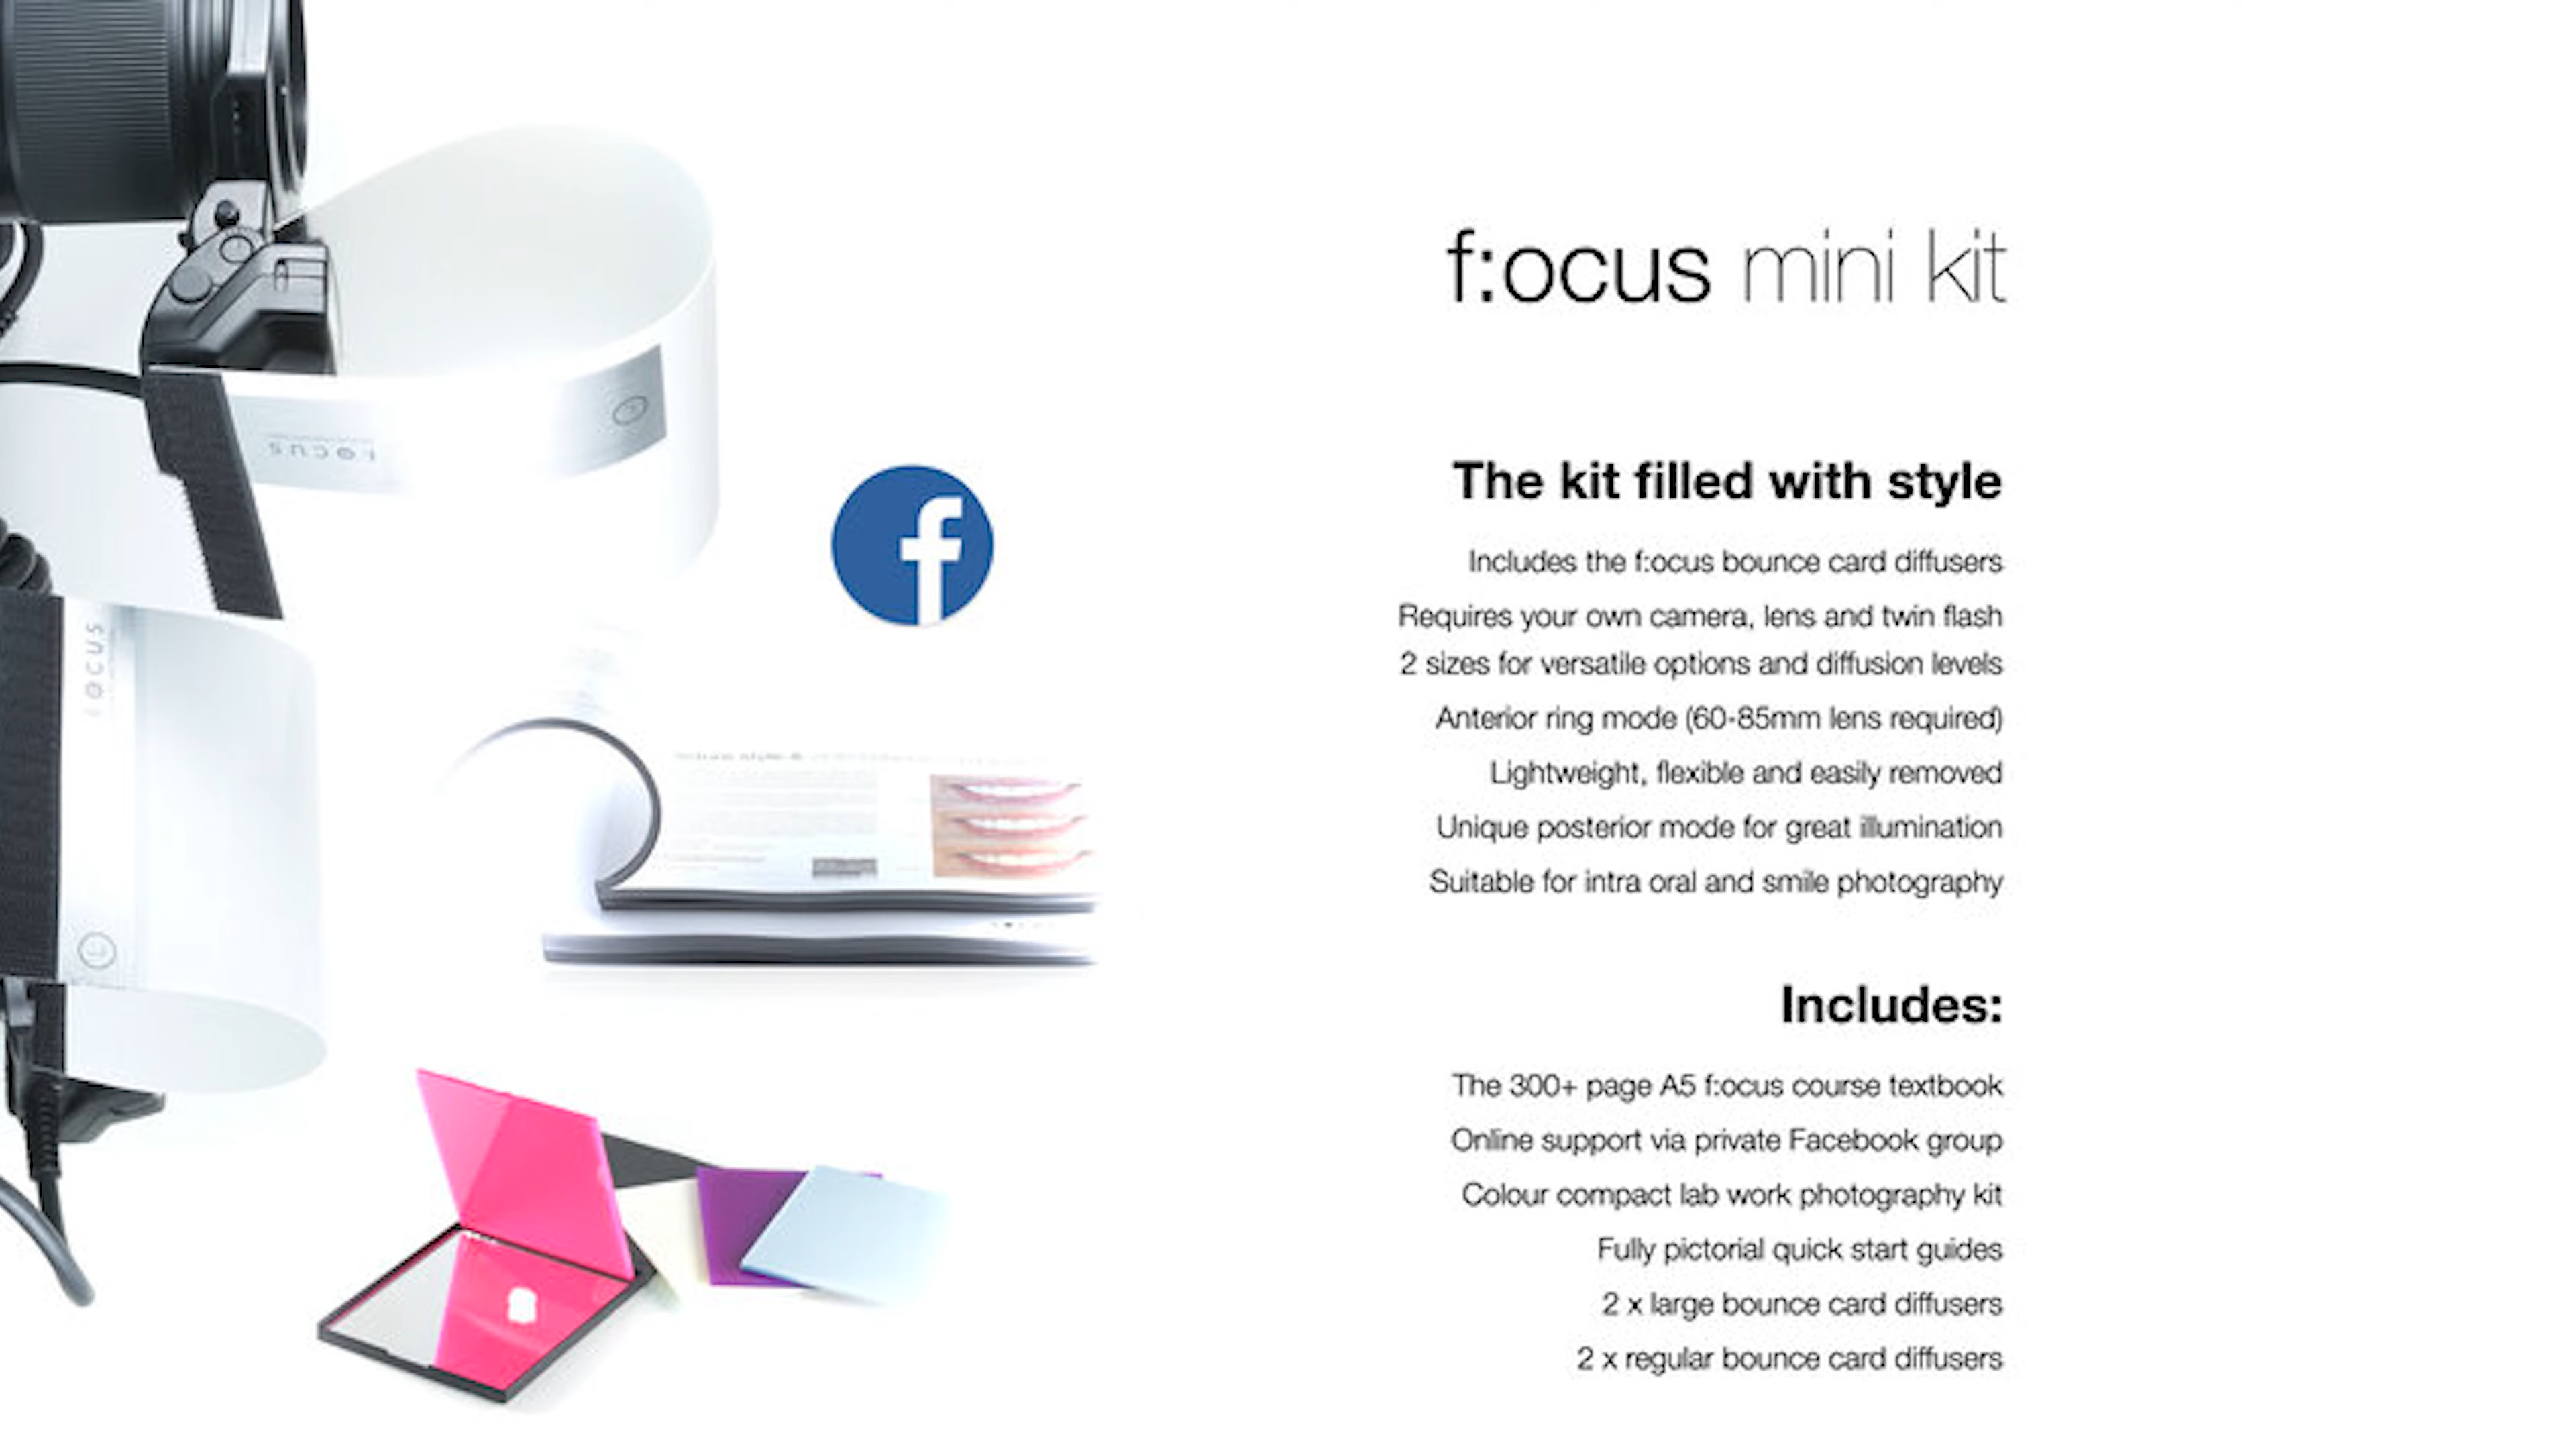 f:ocus mini kit
The kit filled with style
Includes the f:ocus bounce card diffusers
Requires your own camera, lens and twin flash
2 sizes for versatile options and diffusion levels
Anterior ring mode (60-85mm lens required)
Lightweight, flexible and easily removed
Unique posterior mode for great illumination
Suitable for intra oral and smile photography
Includes:
The 300+ page A5 f:ocus course textbook
Online support via private Facebook group
Colour compact lab work photography kit
Fully pictorial quick start guides
2 x large bounce card diffusers
2 x regular bounce card diffusers
FOCUS
FOCUS
f